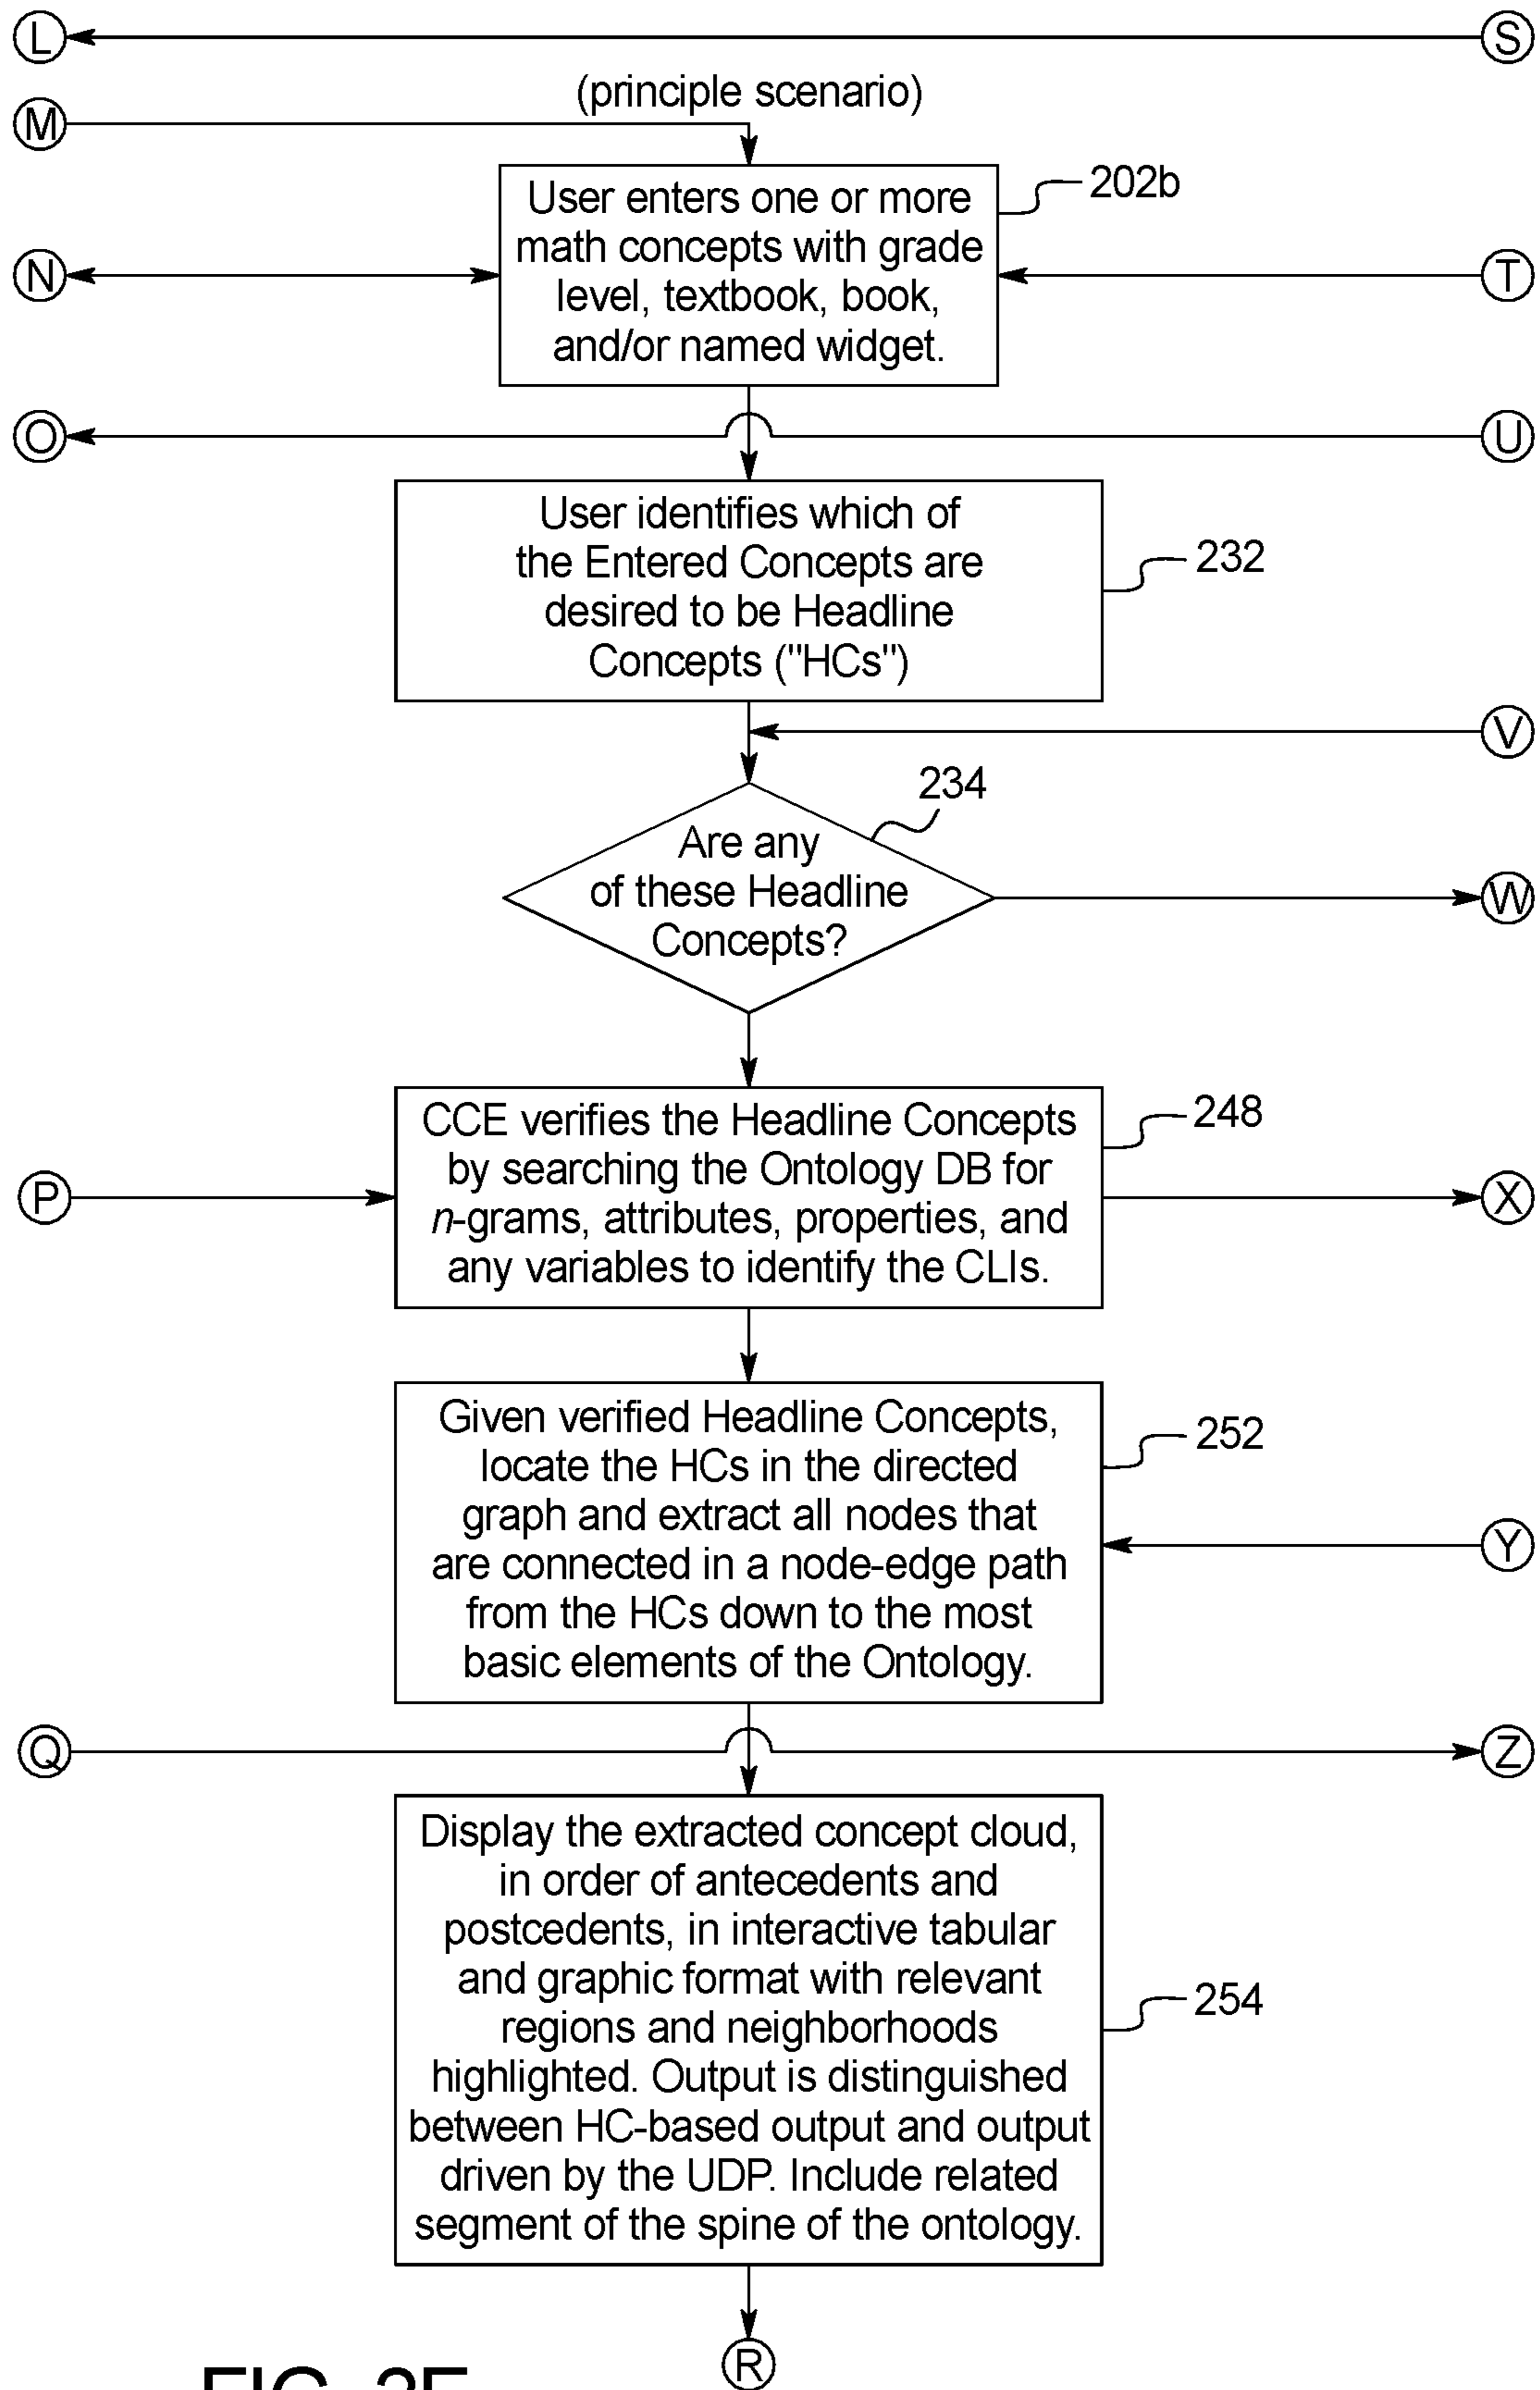 L
S
(principle scenario)
M
202b
User enters one or more
math concepts with grade
level, textbook, book,
and/or named widget.
N
T
O
U
User identifies which of
the Entered Concepts are
desired to be Headline
Concepts ("HCs")
232
V
234
Are any
of these Headline
Concepts?
W
CCE verifies the Headline Concepts
by searching the Ontology DB for
n-grams, attributes, properties, and
any variables to identify the CLIs.
248
P
X
Given verified Headline Concepts,
locate the HCs in the directed
graph and extract all nodes that
are connected in a node-edge path
from the HCs down to the most
basic elements of the Ontology.
252
Y
Q
Z
Display the extracted concept cloud,
in order of antecedents and
postcedents, in interactive tabular
and graphic format with relevant
regions and neighborhoods
highlighted. Output is distinguished
between HC-based output and output
driven by the UDP. Include related
segment of the spine of the ontology.
254
R